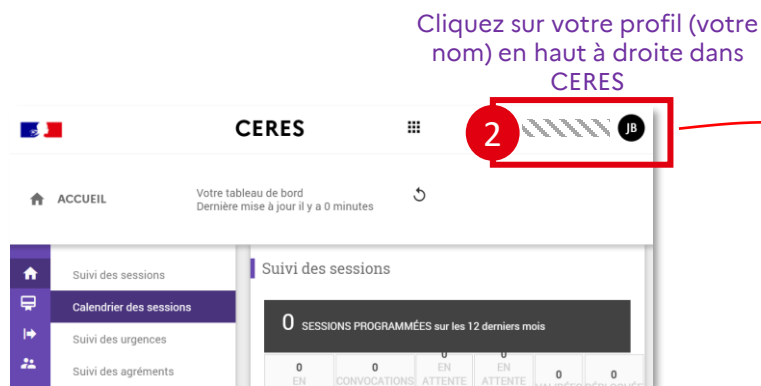 Cliquez sur votre profil (votre
nom) en haut à droite dans
CERES
CERES
2
JB
ACCUEIL
Votre tableau de bord
Dernière mise à jour il y a 0 minutes
Suivi des sessions
Calendrier des sessions
Suivi des urgences
Suivi des agréments
Suivi des sessions
0 SESSIONS PROGRAMMÉES sur les 12 derniers mois
0 0 0 0 0 0
EN CONVOCATIONS EN ATTENTE EN ATTENTE